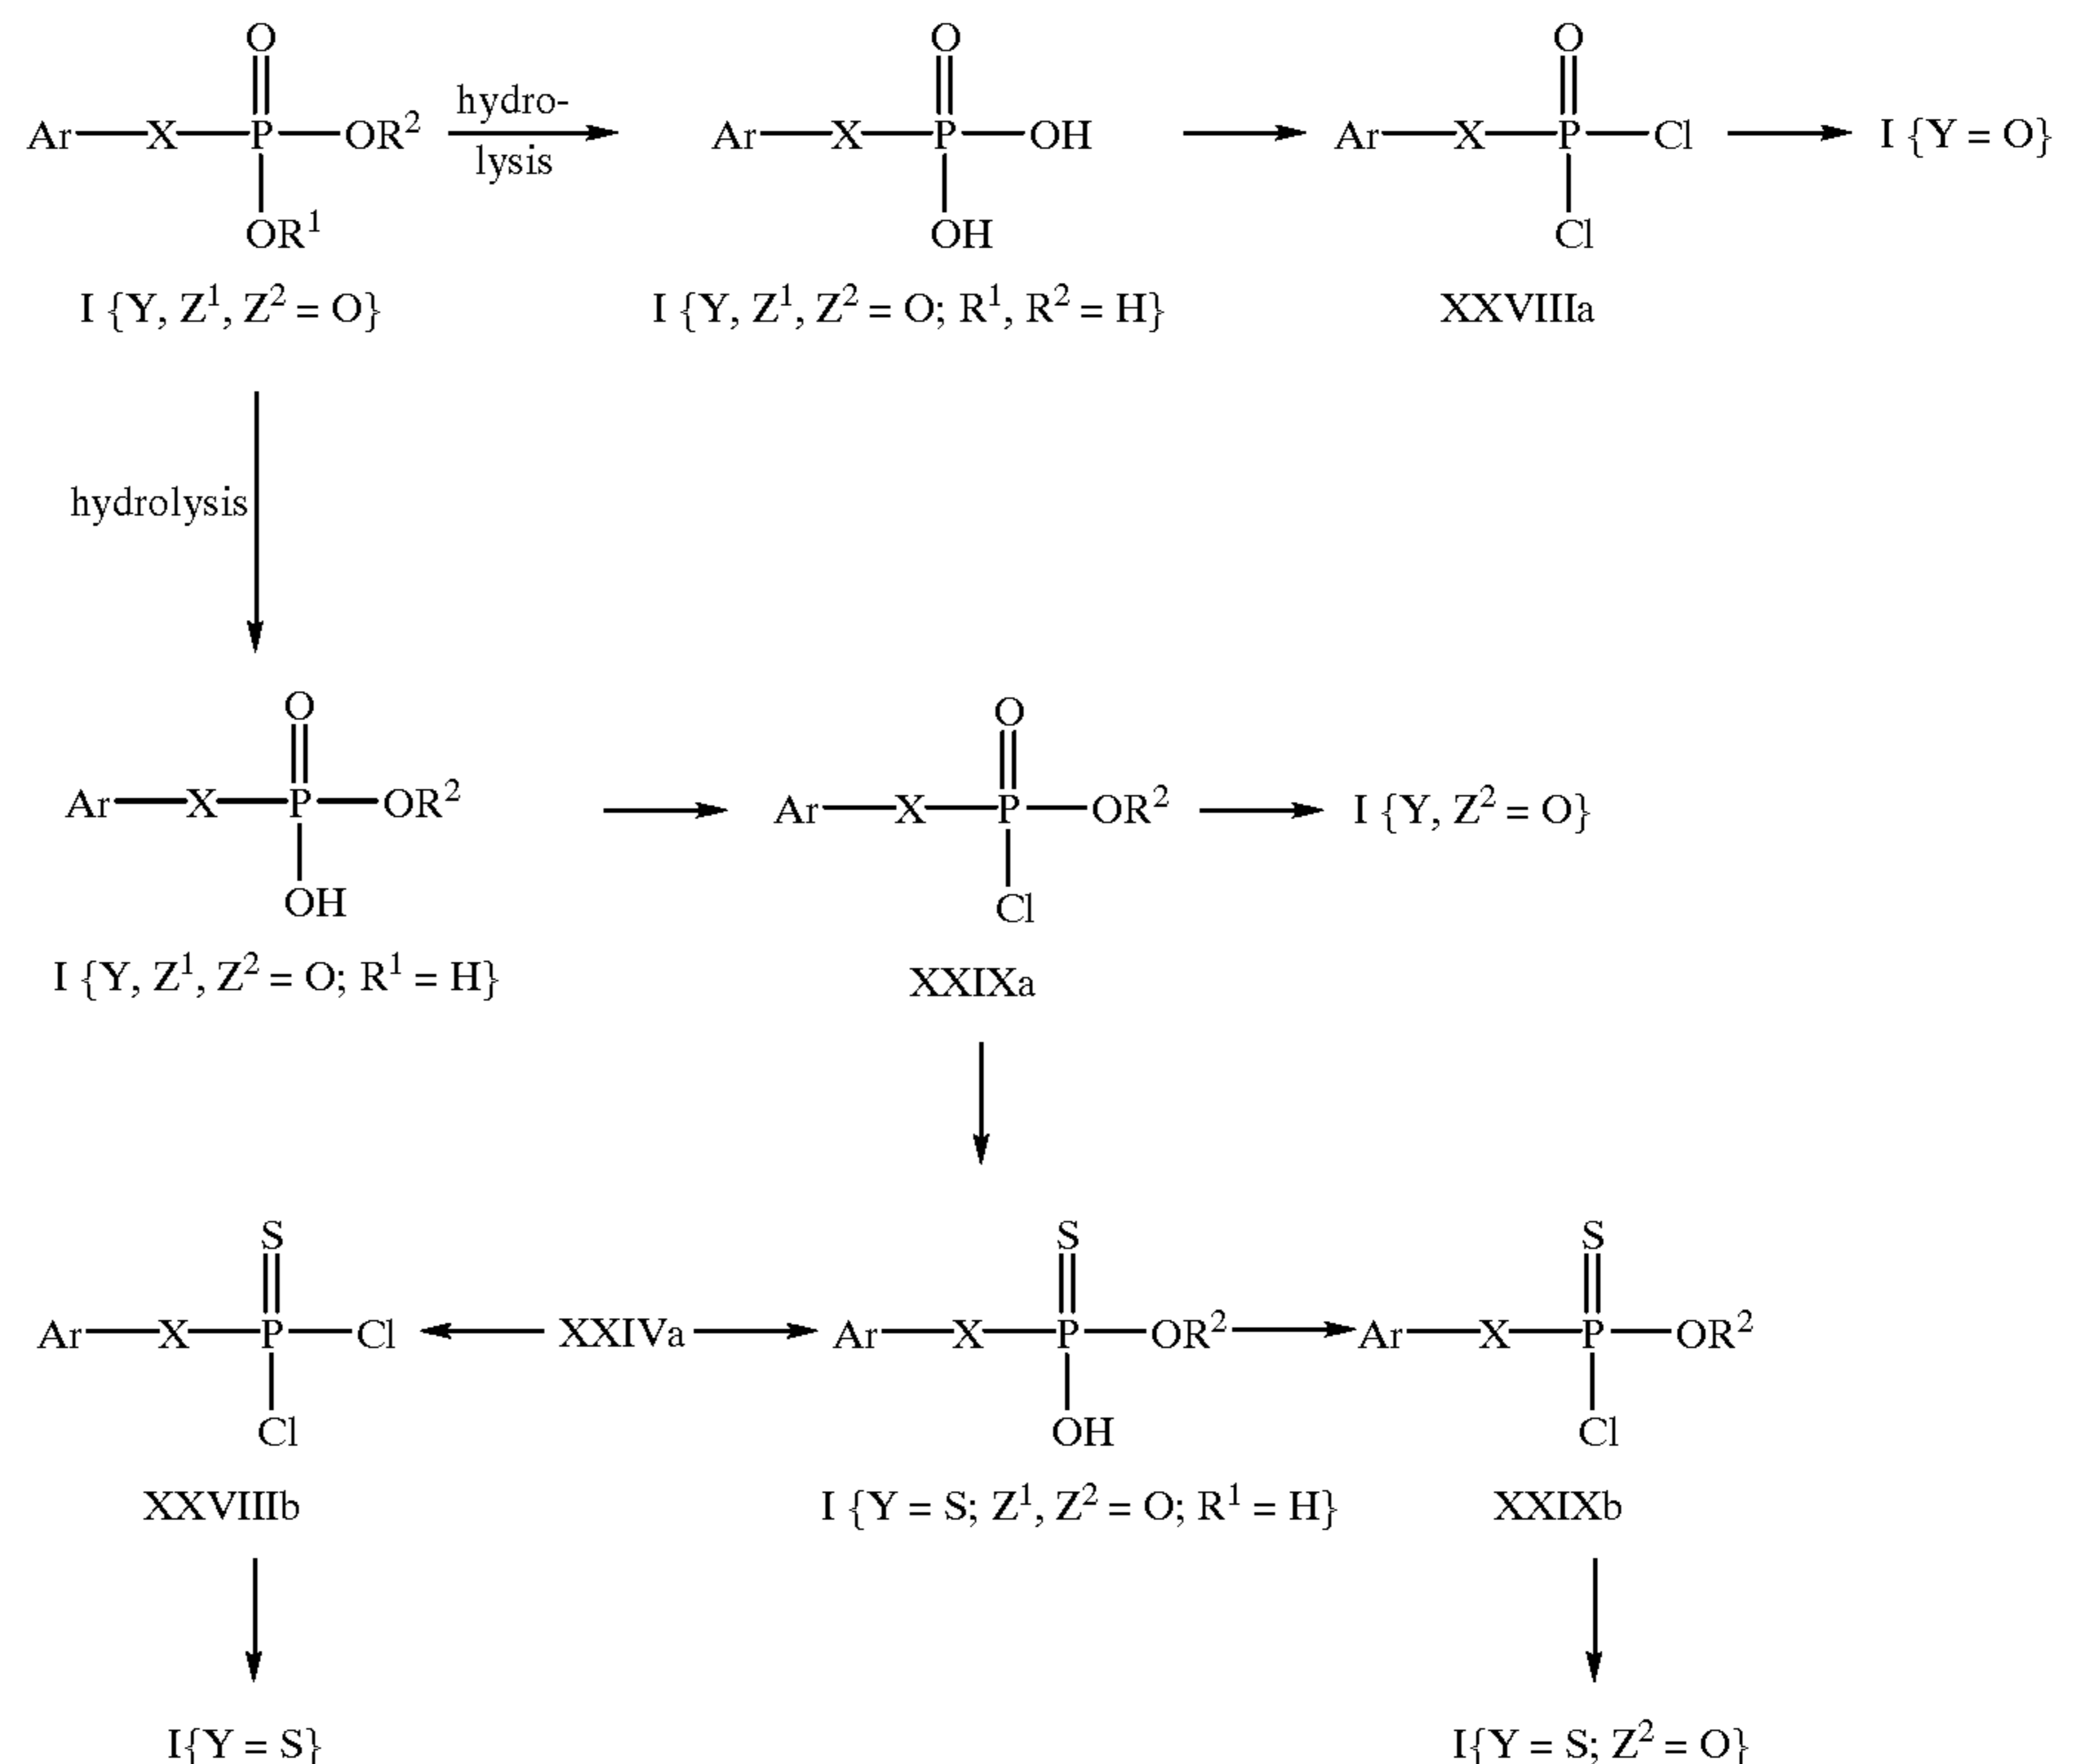 O O O
Ar X P OR² hydro- lysis Ar X P OH Ar X P Cl I {Y = O}
OR¹ OH Cl
I {Y, Z¹, Z² = O} I {Y, Z¹, Z² = O; R¹, R² = H} XXVIIIa
hydrolysis
O O
Ar X P OR² Ar X P OR² I {Y, Z² = O}
OH Cl
I {Y, Z¹, Z² = O; R¹ = H} XXIXa
S S S
Ar X P Cl XXIVa Ar X P OR² Ar X P OR²
Cl OH Cl
XXVIIIb I {Y = S; Z¹, Z² = O; R¹ = H} XXIXb
I{Y = S} I{Y = S; Z² = O}